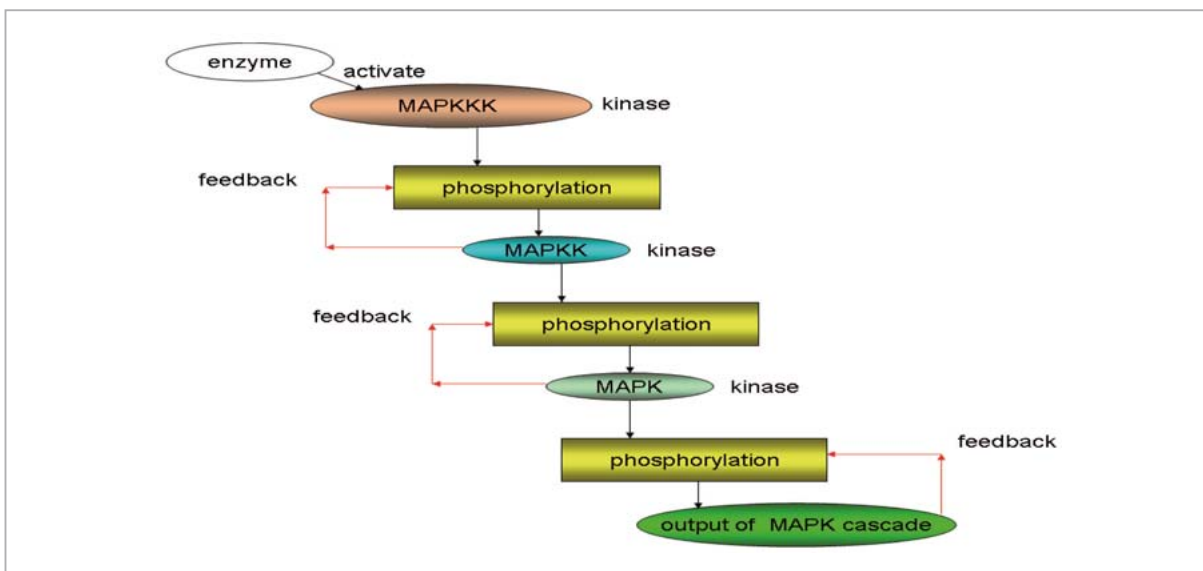 enzyme
activate
MAPKKK
kinase
feedback
phosphorylation
MAPKK
kinase
feedback
phosphorylation
MAPK
kinase
feedback
phosphorylation
output of MAPK cascade